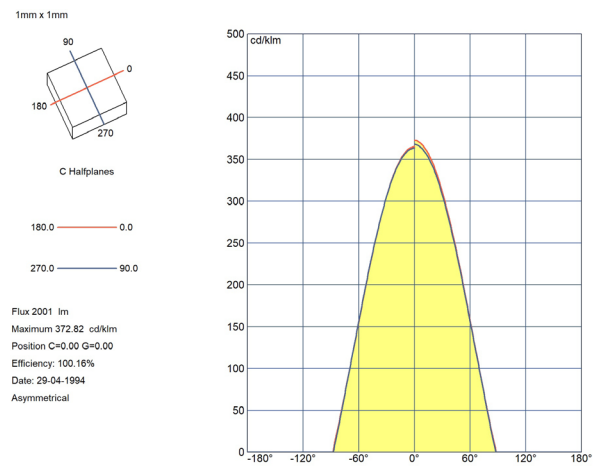 1mm x 1mm
90
0
180
270
C Halfplanes
180.0 0.0
270.0 90.0
Flux 2001 lm
Maximum 372.82 cd/klm
Position C=0.00 G=0.00
Efficiency: 100.16%
Date: 29-04-1994
Asymmetrical
500
cd/klm
450
400
350
300
250
200
150
100
50
0
-180° -120° -60° 0° 60° 120° 180°